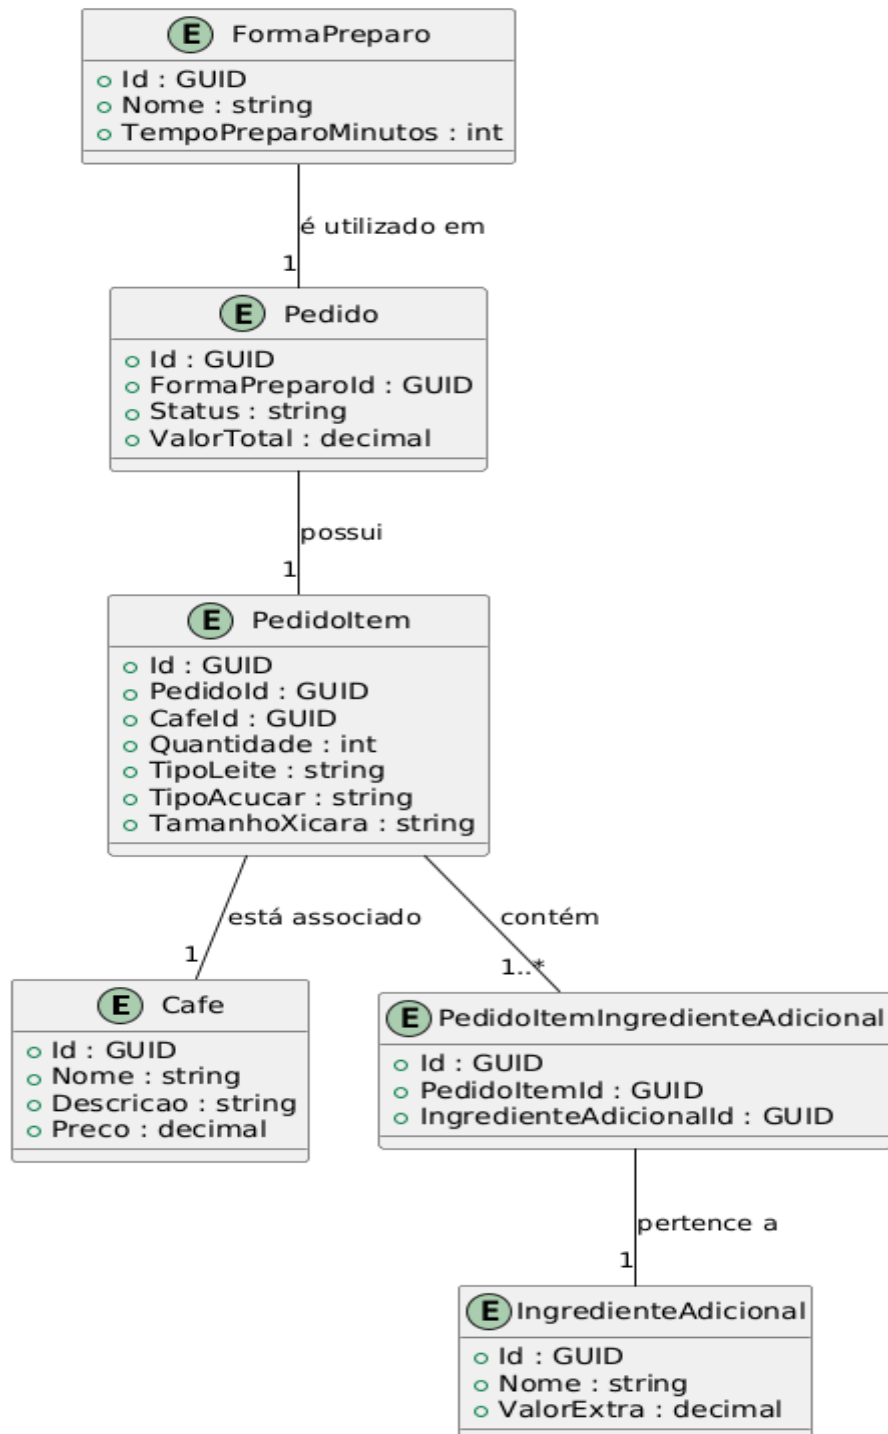 E FormaPreparo
Id : GUID
Nome : string
TempoPreparoMinutos : int
é utilizado em
1
E Pedido
Id : GUID
FormaPreparoId : GUID
Status : string
ValorTotal : decimal
possui
1
E PedidoItem
Id : GUID
PedidoId : GUID
CafeId : GUID
Quantidade : int
TipoLeite : string
TipoAcucar : string
TamanhoXicara : string
está associado
1
contém
1..*
E Cafe
Id : GUID
Nome : string
Descricao : string
Preco : decimal
E PedidoItemIngredienteAdicional
Id : GUID
PedidoItemId : GUID
IngredienteAdicionalId : GUID
pertence a
1
E IngredienteAdicional
Id : GUID
Nome : string
ValorExtra : decimal